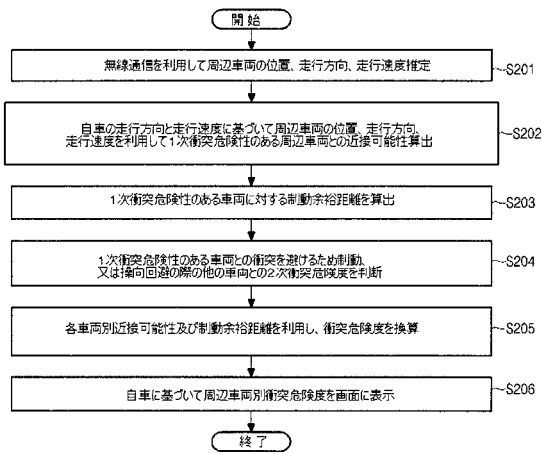 開始
無線通信を利用して周辺車両の位置、走行方向、走行速度推定
S201
自車の走行方向と走行速度に基づいて周辺車両の位置、走行方向、
走行速度を利用して1次衝突危険性のある周辺車両との近接可能性算出
S202
1次衝突危険性のある車両に対する制動余裕距離を算出
S203
1次衝突危険性のある車両との衝突を避けるため制動、
又は操向回避の際の他の車両との2次衝突危険度を判断
S204
各車両別近接可能性及び制動余裕距離を利用し、衝突危険度を換算
S205
自車に基づいて周辺車両別衝突危険度を画面に表示
S206
終了